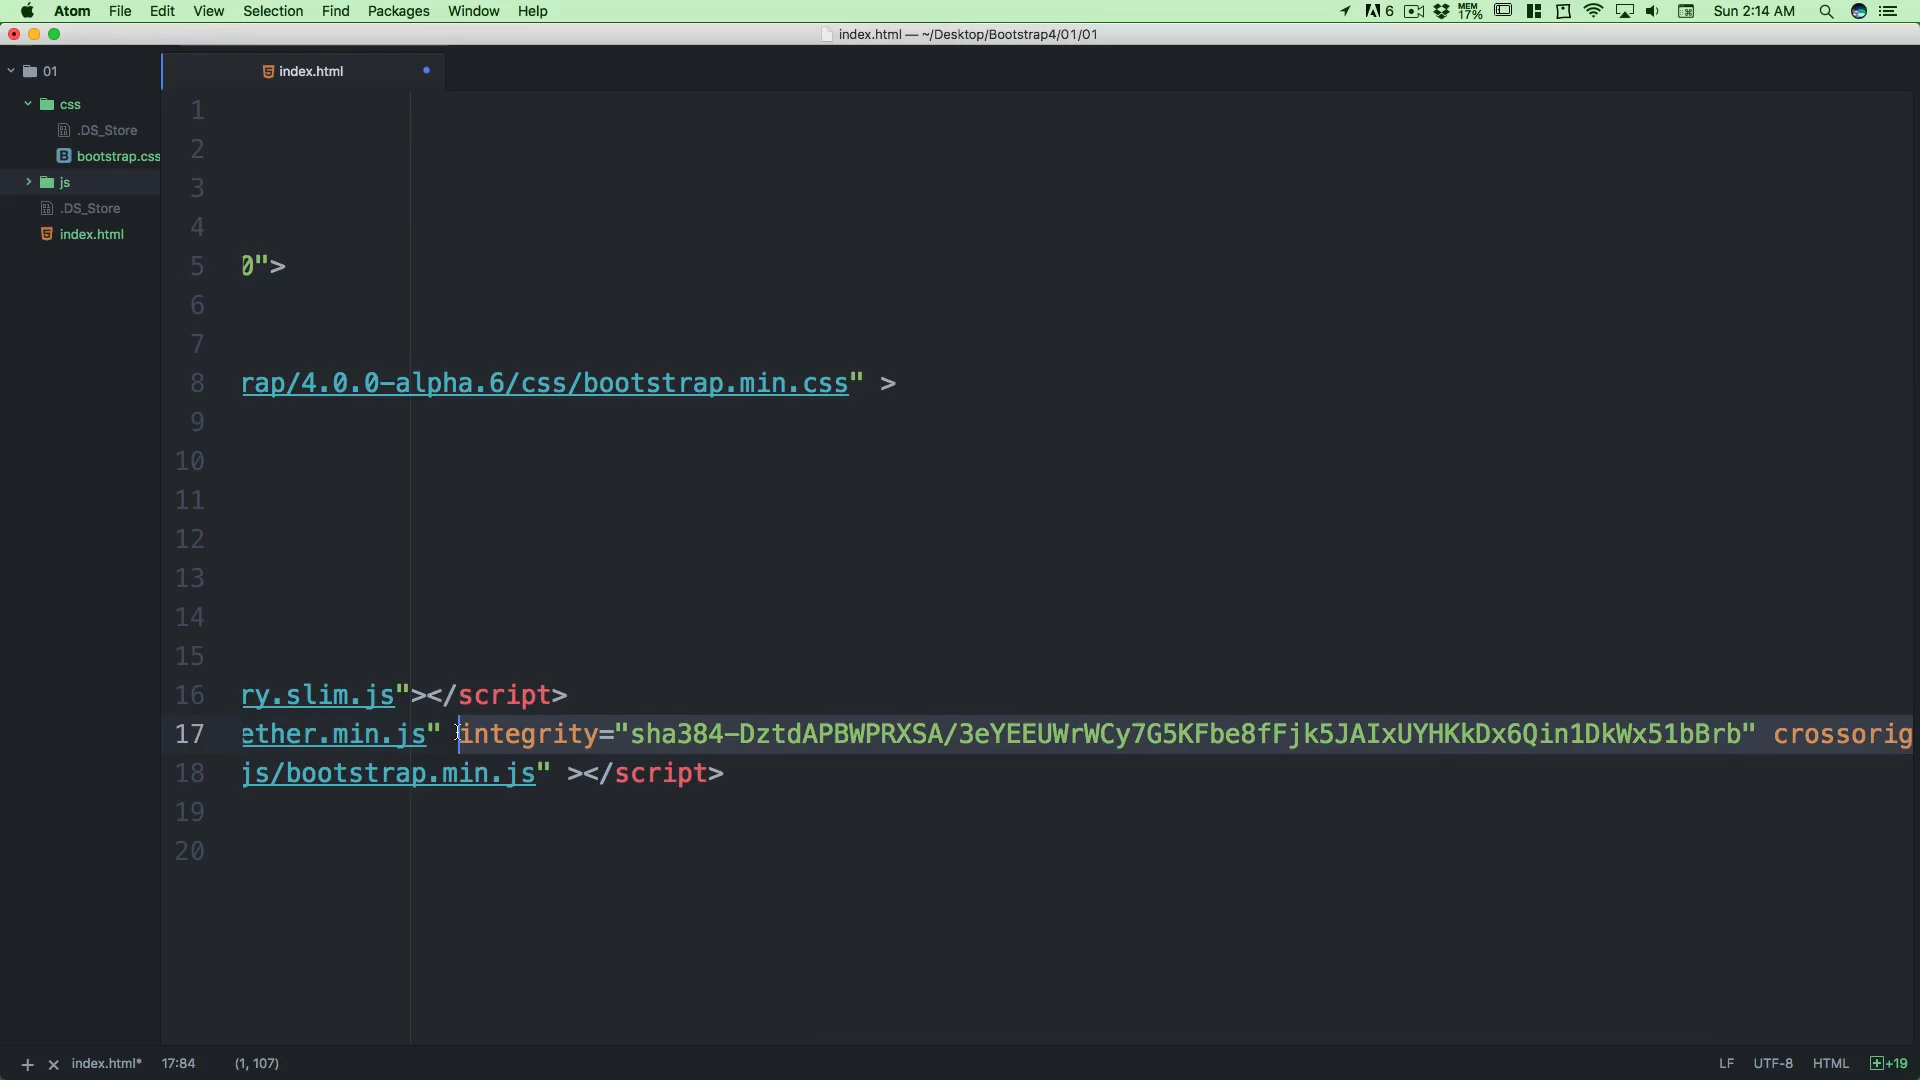 Atom File Edit View Selection Find Packages Window Help 6 MEM 17% Sun 2:14 AM
index.html — ~/Desktop/Bootstrap4/01/01
01
index.html
css
.DS_Store
bootstrap.css
js
.DS_Store
index.html
1
2
3
4
5 0">
6
7
8 rap/4.0.0-alpha.6/css/bootstrap.min.css" >
9
10
11
12
13
14
15
16 ry.slim.js"></script>
17 ether.min.js" integrity="sha384-DztdAPBWPRXSA/3eYEEUWrWCy7G5KFbe8fFjk5JAIxUYHKkDx6Qin1DkWx51bBrb" crossorig
18 js/bootstrap.min.js" ></script>
19
20
index.html* 17:84 (1, 107) LF UTF-8 HTML +19